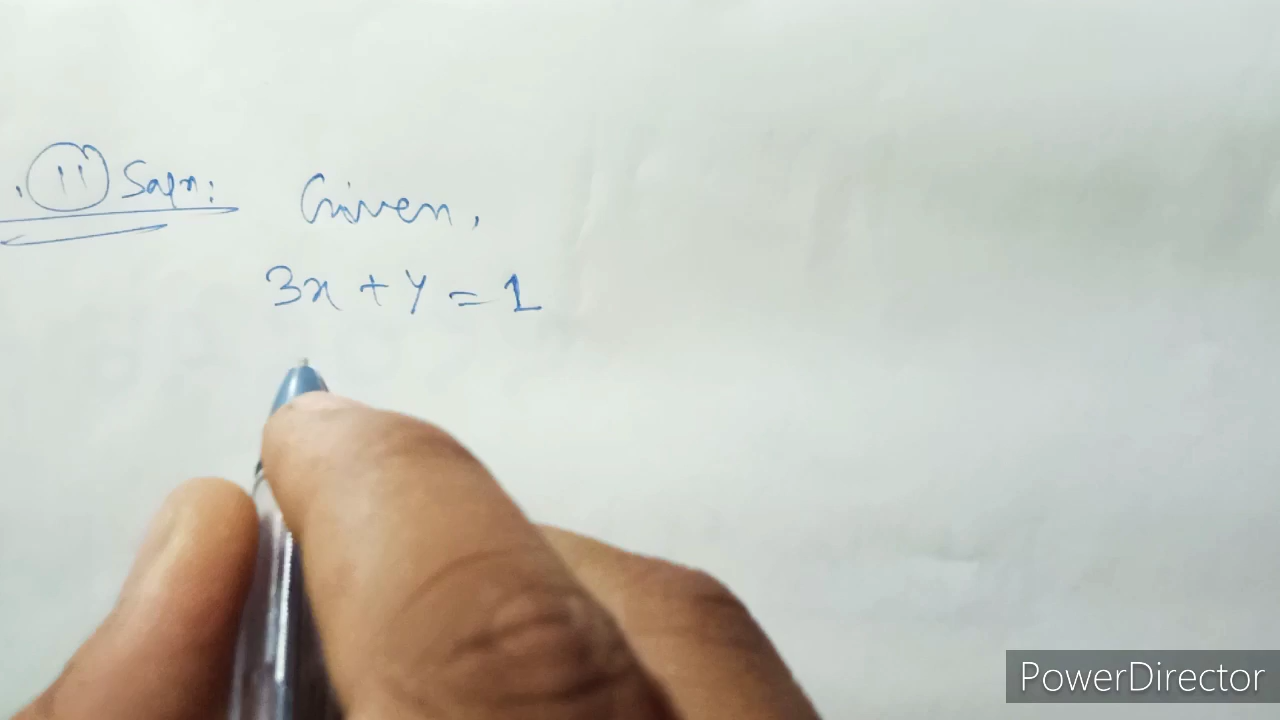 11 Soln: Given,
3x + y = 1
PowerDirector